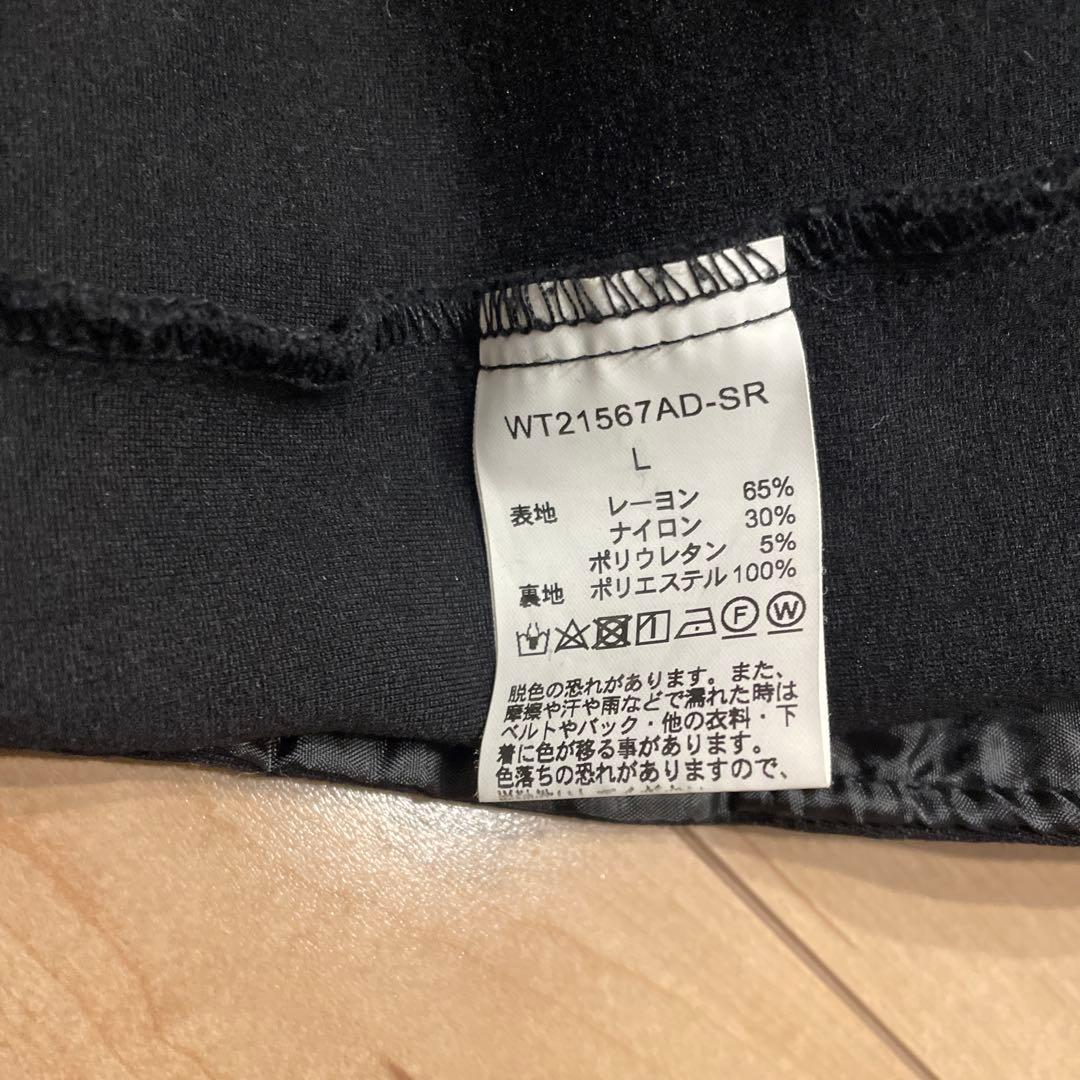 WT21567AD-SR
L
表地 レーヨン 65%
ナイロン 30%
ポリウレタン 5%
裏地 ポリエステル 100%
F W
脱色の恐れがあります。また、
摩擦や汗や雨などで濡れた時は
ベルトやバック・他の衣料・下
着に色が移る事があります。
色落ちの恐れがありますので、